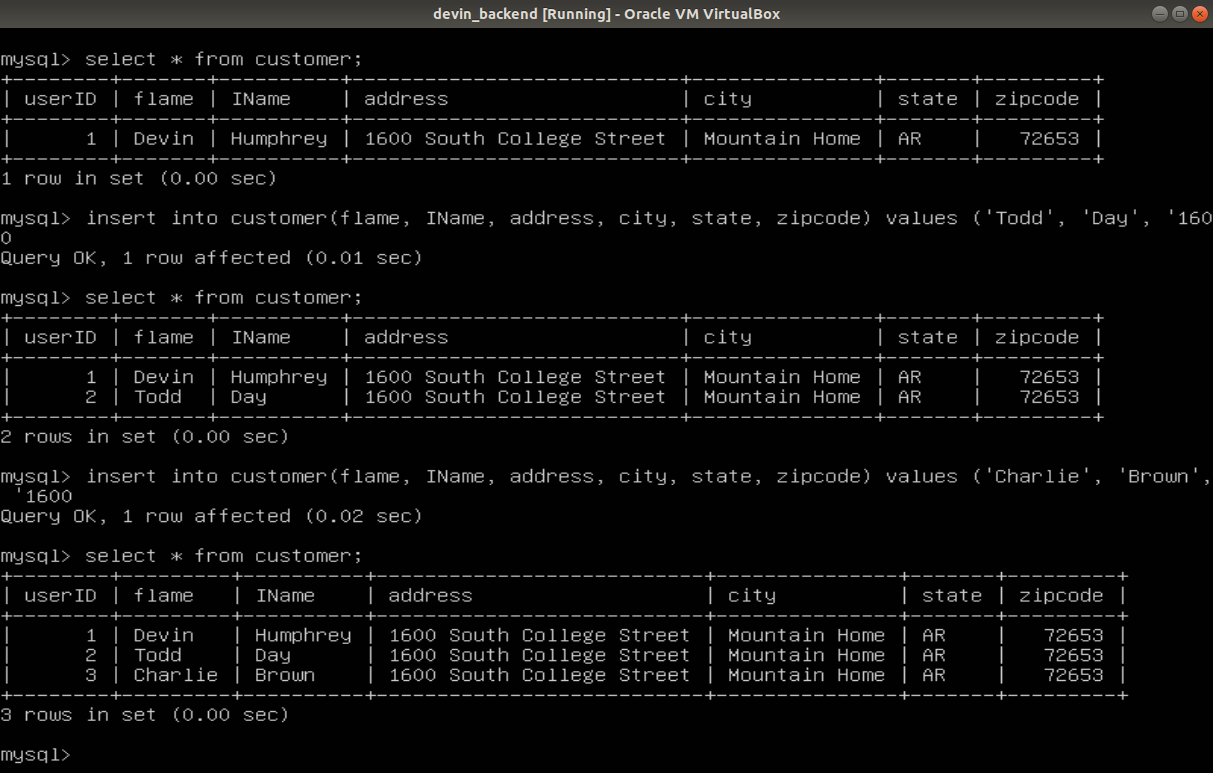 devin_backend [Running] - Oracle VM VirtualBox
mysql> select * from customer;
+--------+-------+----------+---------------------------+---------------+-------+---------+
| userID | flame | IName    | address                   | city          | state | zipcode |
+--------+-------+----------+---------------------------+---------------+-------+---------+
|      1 | Devin | Humphrey | 1600 South College Street | Mountain Home | AR    |   72653 |
+--------+-------+----------+---------------------------+---------------+-------+---------+
1 row in set (0.00 sec)
mysql> insert into customer(flame, IName, address, city, state, zipcode) values ('Todd', 'Day', '160
0
Query OK, 1 row affected (0.01 sec)
mysql> select * from customer;
+--------+-------+----------+---------------------------+---------------+-------+---------+
| userID | flame | IName    | address                   | city          | state | zipcode |
+--------+-------+----------+---------------------------+---------------+-------+---------+
|      1 | Devin | Humphrey | 1600 South College Street | Mountain Home | AR    |   72653 |
|      2 | Todd  | Day      | 1600 South College Street | Mountain Home | AR    |   72653 |
+--------+-------+----------+---------------------------+---------------+-------+---------+
2 rows in set (0.00 sec)
mysql> insert into customer(flame, IName, address, city, state, zipcode) values ('Charlie', 'Brown',
 '1600
Query OK, 1 row affected (0.02 sec)
mysql> select * from customer;
+--------+---------+----------+---------------------------+---------------+-------+---------+
| userID | flame   | IName    | address                   | city          | state | zipcode |
+--------+---------+----------+---------------------------+---------------+-------+---------+
|      1 | Devin   | Humphrey | 1600 South College Street | Mountain Home | AR    |   72653 |
|      2 | Todd    | Day      | 1600 South College Street | Mountain Home | AR    |   72653 |
|      3 | Charlie | Brown    | 1600 South College Street | Mountain Home | AR    |   72653 |
+--------+---------+----------+---------------------------+---------------+-------+---------+
3 rows in set (0.00 sec)
mysql>